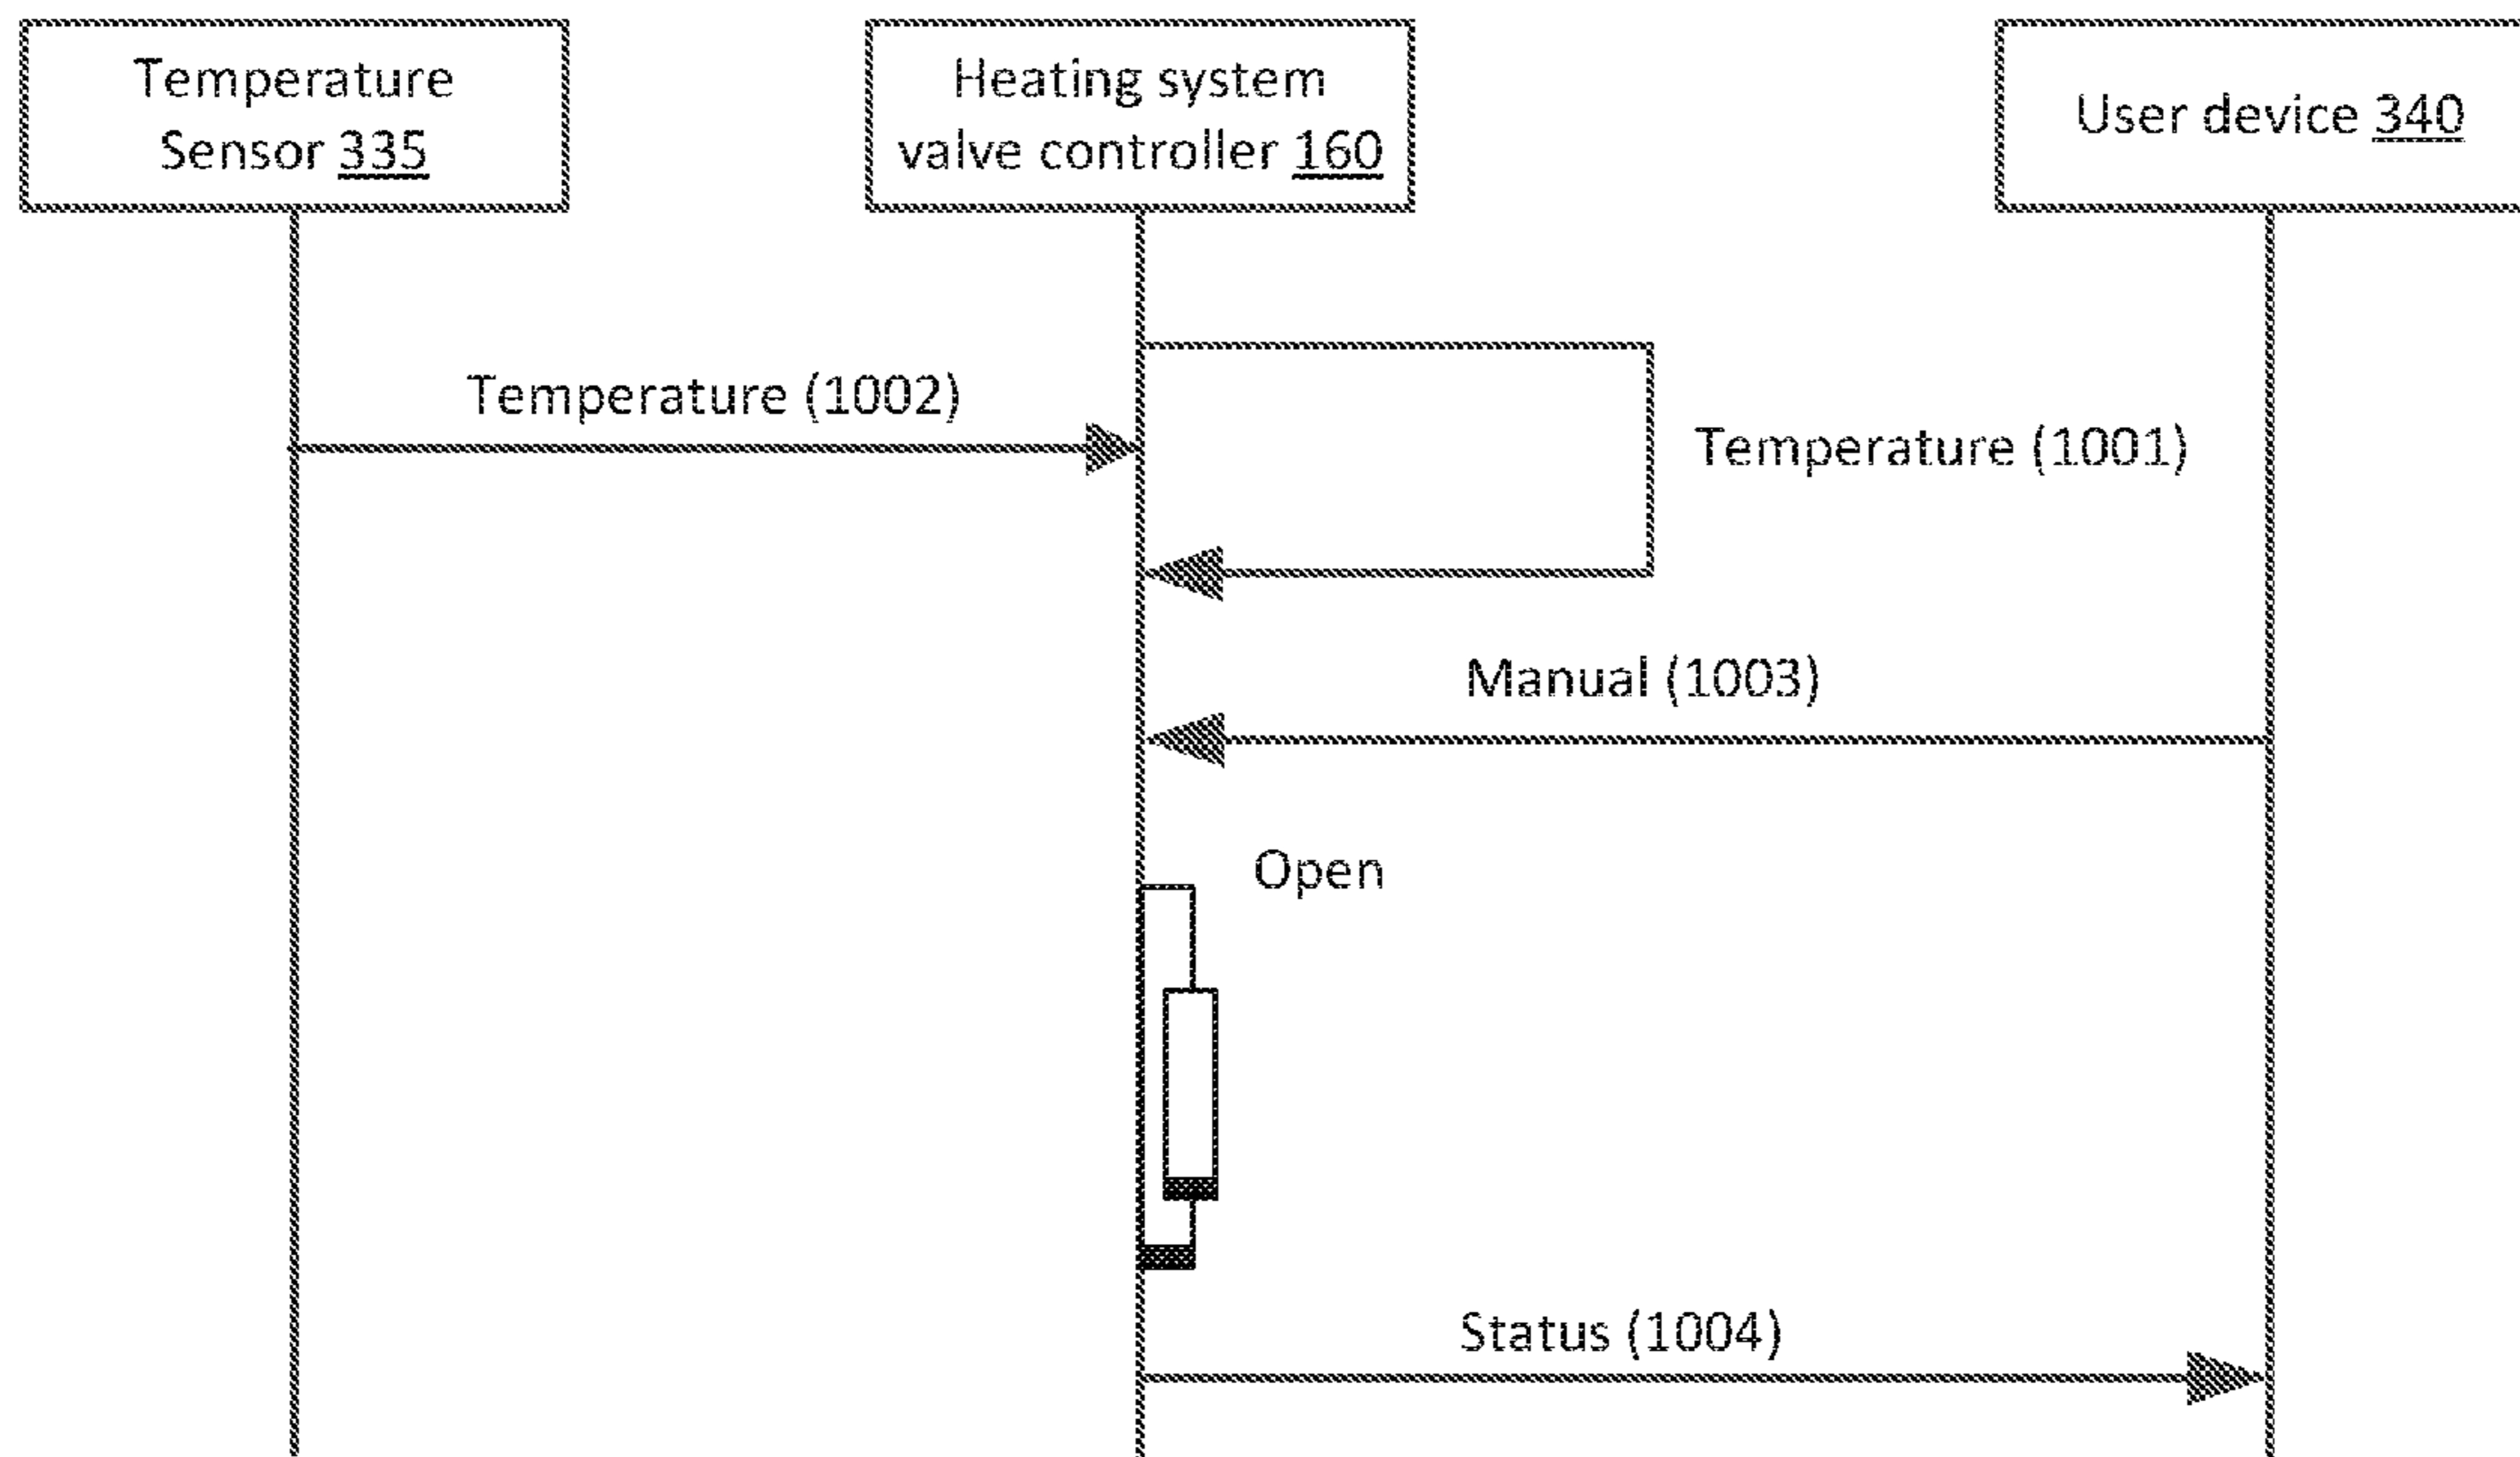 Temperature
Sensor 335
Heating system
valve controller 160
User device 340
Temperature (1002)
Temperature (1001)
Manual (1003)
Open
Status (1004)